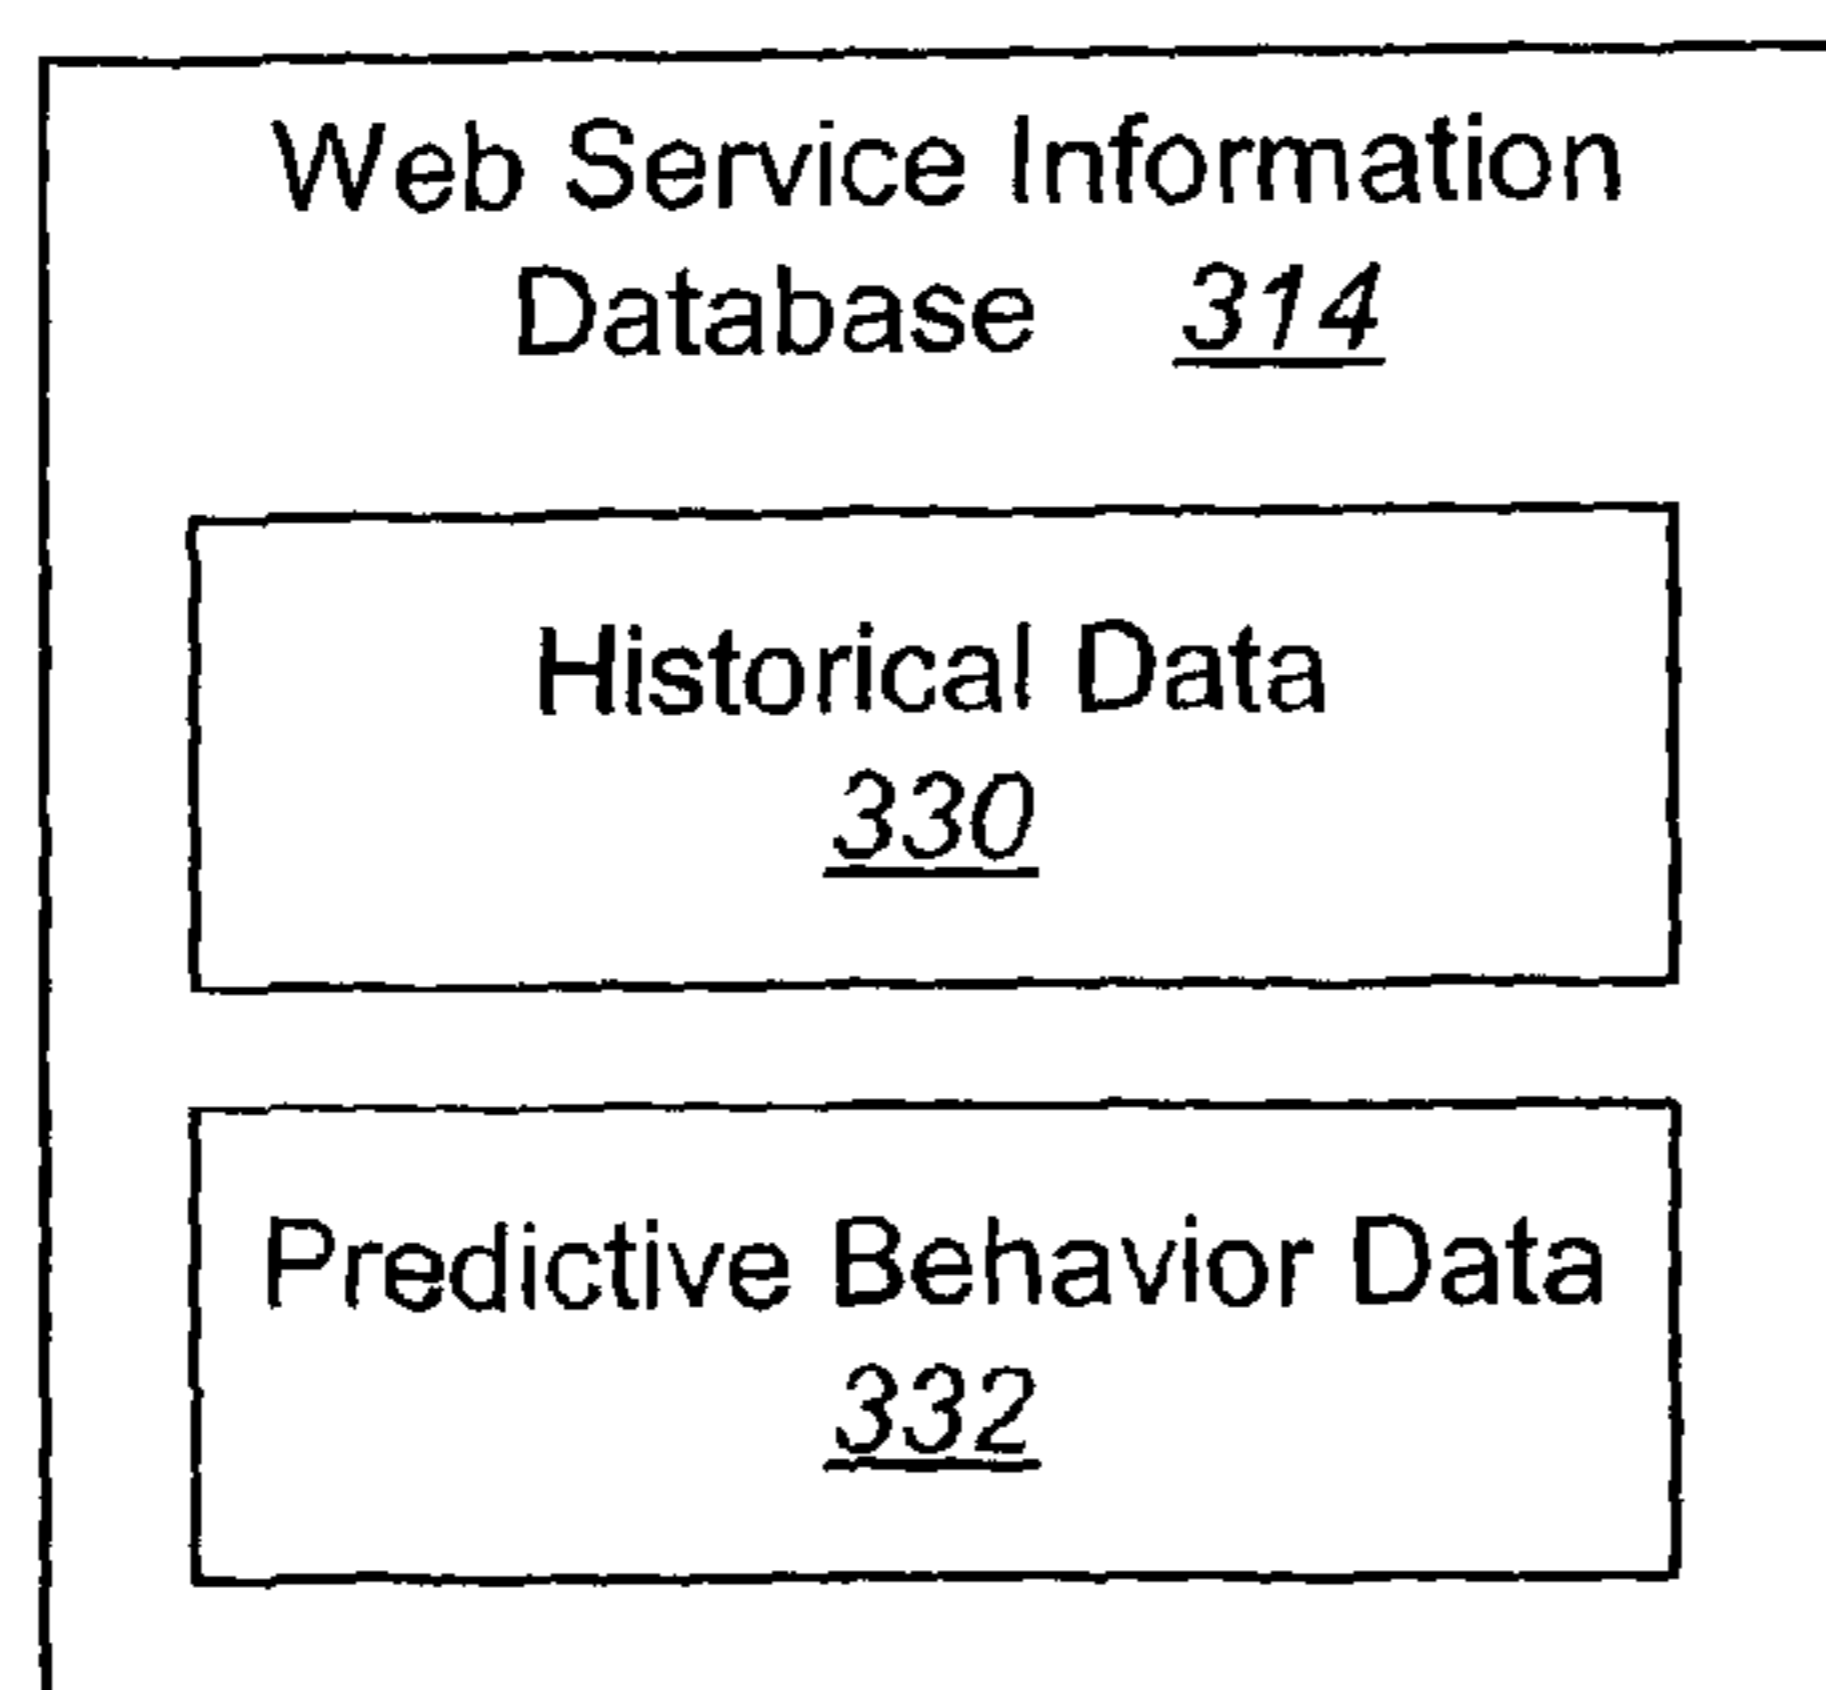 Web Service Information
Database 314
Historical Data
330
Predictive Behavior Data
332